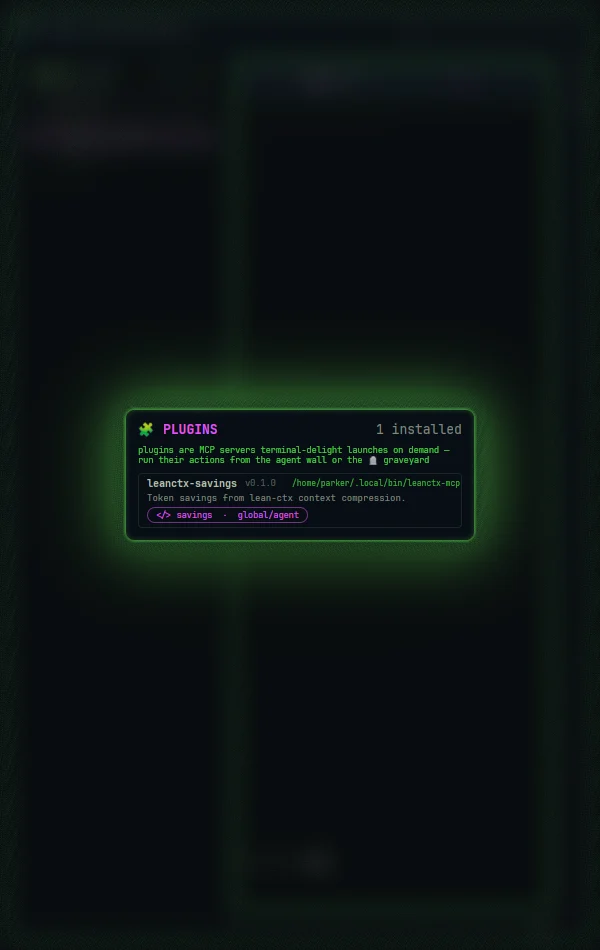 🧩 PLUGINS 1 installed
plugins are MCP servers terminal-delight launches on demand —
run their actions from the agent wall or the 🪦 graveyard
leanctx-savings v0.1.0 /home/parker/.local/bin/leanctx-mcp
Token savings from lean-ctx context compression.
</> savings · global/agent